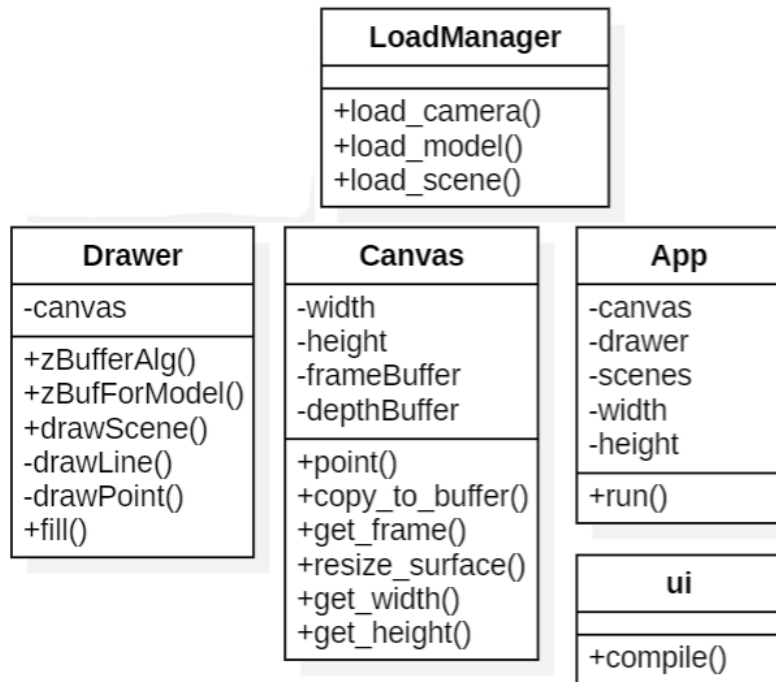 LoadManager
+load_camera()
+load_model()
+load_scene()
Drawer
-canvas
+zBufferAlg()
+zBufForModel()
+drawScene()
-drawLine()
-drawPoint()
+fill()
Canvas
-width
-height
-frameBuffer
-depthBuffer
+point()
+copy_to_buffer()
+get_frame()
+resize_surface()
+get_width()
+get_height()
App
-canvas
-drawer
-scenes
-width
-height
+run()
ui
+compile()